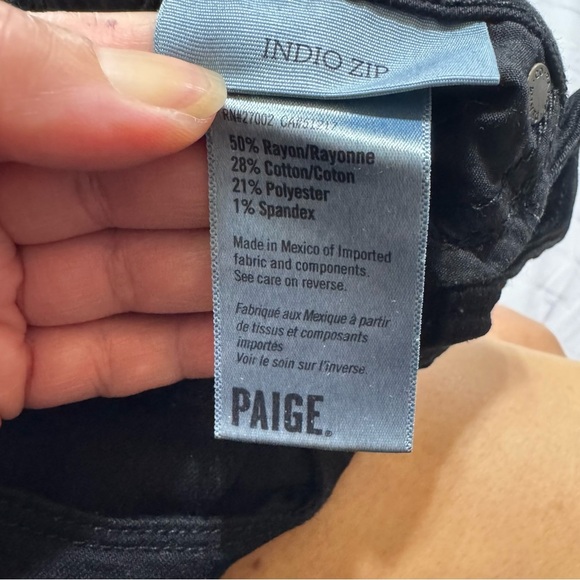 INDIO ZIP
RN#27002
50% Rayon/Rayonne
28% Cotton/Coton
21% Polyester
1% Spandex
Made in Mexico of Imported
fabric and components.
See care on reverse.
Fabriqué aux Mexique à partir
de tissus et composants
importés
Voir le soin sur l'inverse.
PAIGE®